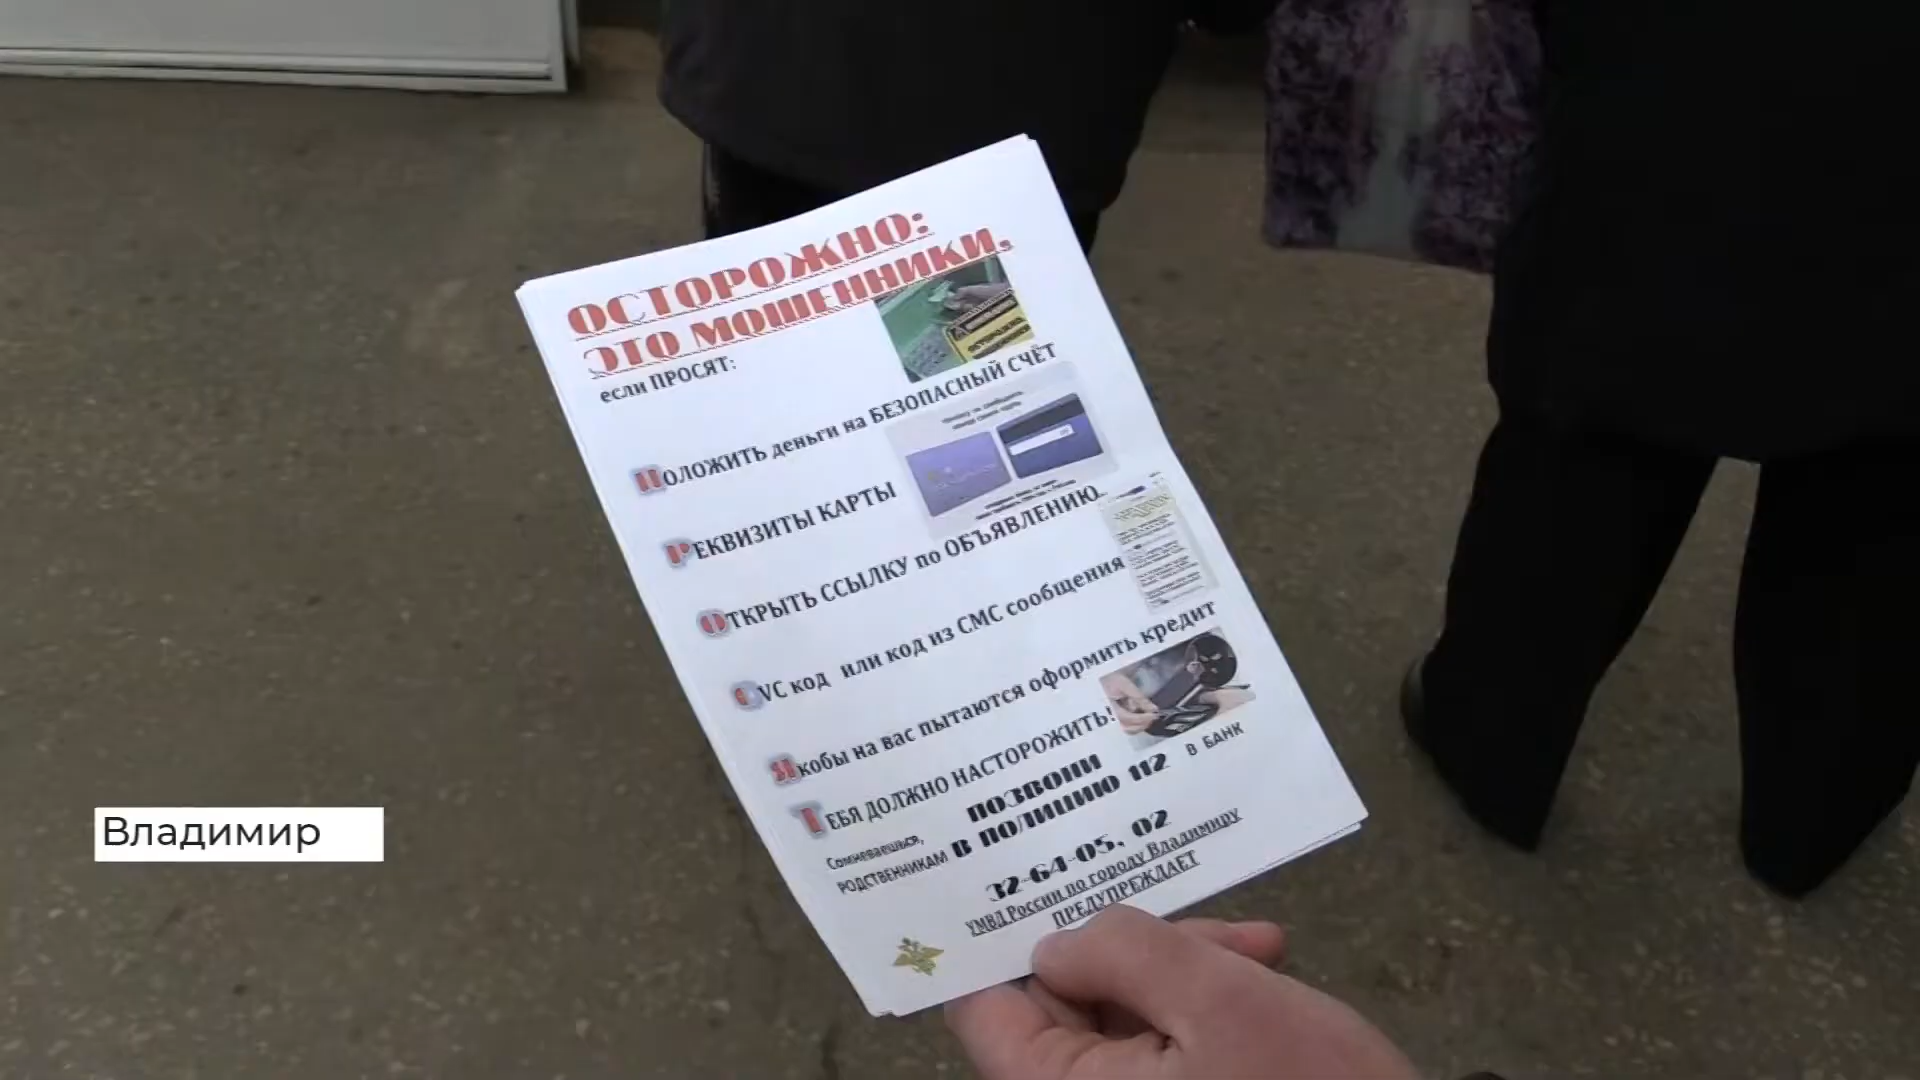 ОСТОРОЖНО:
ЭТО МОШЕННИКИ,
если ПРОСЯТ:
ПОЛОЖИТЬ деньги на БЕЗОПАСНЫЙ СЧЁТ
РЕКВИЗИТЫ КАРТЫ
ОТКРЫТЬ ССЫЛКУ по ОБЪЯВЛЕНИЮ
СVC код или код из СМС сообщения
Якобы на вас пытаются оформить кредит
ТЕБЯ ДОЛЖНО НАСТОРОЖИТЬ!
Сомневаешься, ПОЗВОНИ
РОДСТВЕННИКАМ В ПОЛИЦИЮ 112 В БАНК
32-64-05, 02
УМВД России по городу Владимиру
ПРЕДУПРЕЖДАЕТ
Владимир